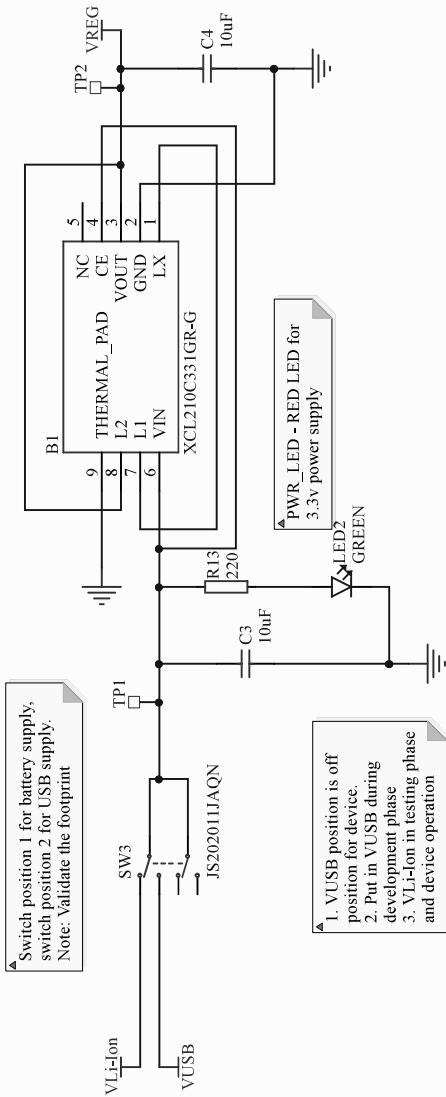 Switch position 1 for battery supply,
switch position 2 for USB supply.
Note: Validate the footprint
VLi-Ion
VUSB
SW3
JS202011JAQN
TP1
C3
10uF
R13
220
LED2
GREEN
1. VUSB position is off
position for device.
2. Put in VUSB during
development phase
3. VLi-Ion in testing phase
and device operation
PWR_LED - RED LED for
3.3v power supply
B1
9
8
7
6
THERMAL_PAD
L2
L1
VIN
NC
CE
VOUT
GND
LX
5
4
3
2
1
XCL210C331GR-G
TP2
VREG
C4
10uF